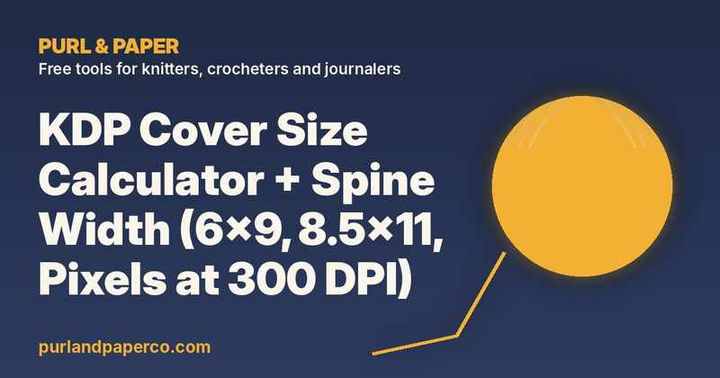 PURL & PAPER
Free tools for knitters, crocheters and journalers
KDP Cover Size
Calculator + Spine
Width (6×9, 8.5×11,
Pixels at 300 DPI)
purlandpaperco.com